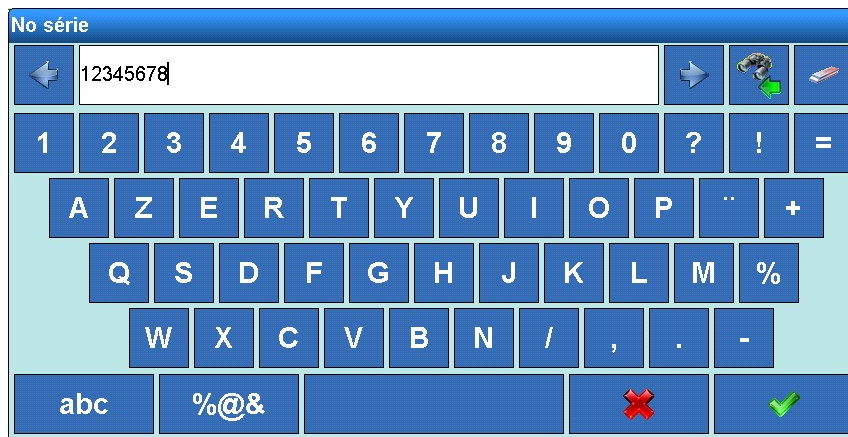 No série
12345678
1 2 3 4 5 6 7 8 9 0 ? ! =
A Z E R T Y U I O P ¨ +
Q S D F G H J K L M %
W X C V B N / , . -
abc %@&